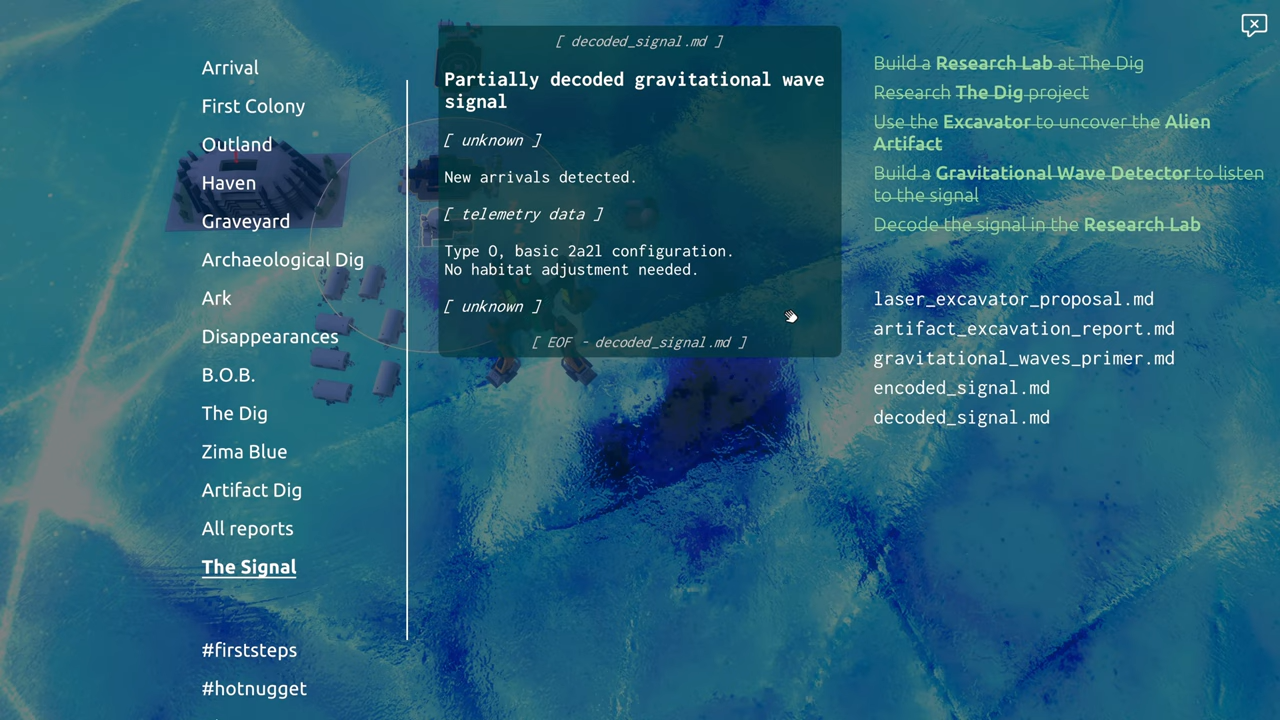 Arrival
First Colony
Outland
Haven
Graveyard
Archaeological Dig
Ark
Disappearances
B.O.B.
The Dig
Zima Blue
Artifact Dig
All reports
The Signal
#firststeps
#hotnugget
[ decoded_signal.md ]
Partially decoded gravitational wave
signal
[ unknown ]
New arrivals detected.
[ telemetry data ]
Type O, basic 2a2l configuration.
No habitat adjustment needed.
[ unknown ]
[ EOF - decoded_signal.md ]
Build a Research Lab at The Dig
Research The Dig project
Use the Excavator to uncover the Alien
Artifact
Build a Gravitational Wave Detector to listen
to the signal
Decode the signal in the Research Lab
laser_excavator_proposal.md
artifact_excavation_report.md
gravitational_waves_primer.md
encoded_signal.md
decoded_signal.md